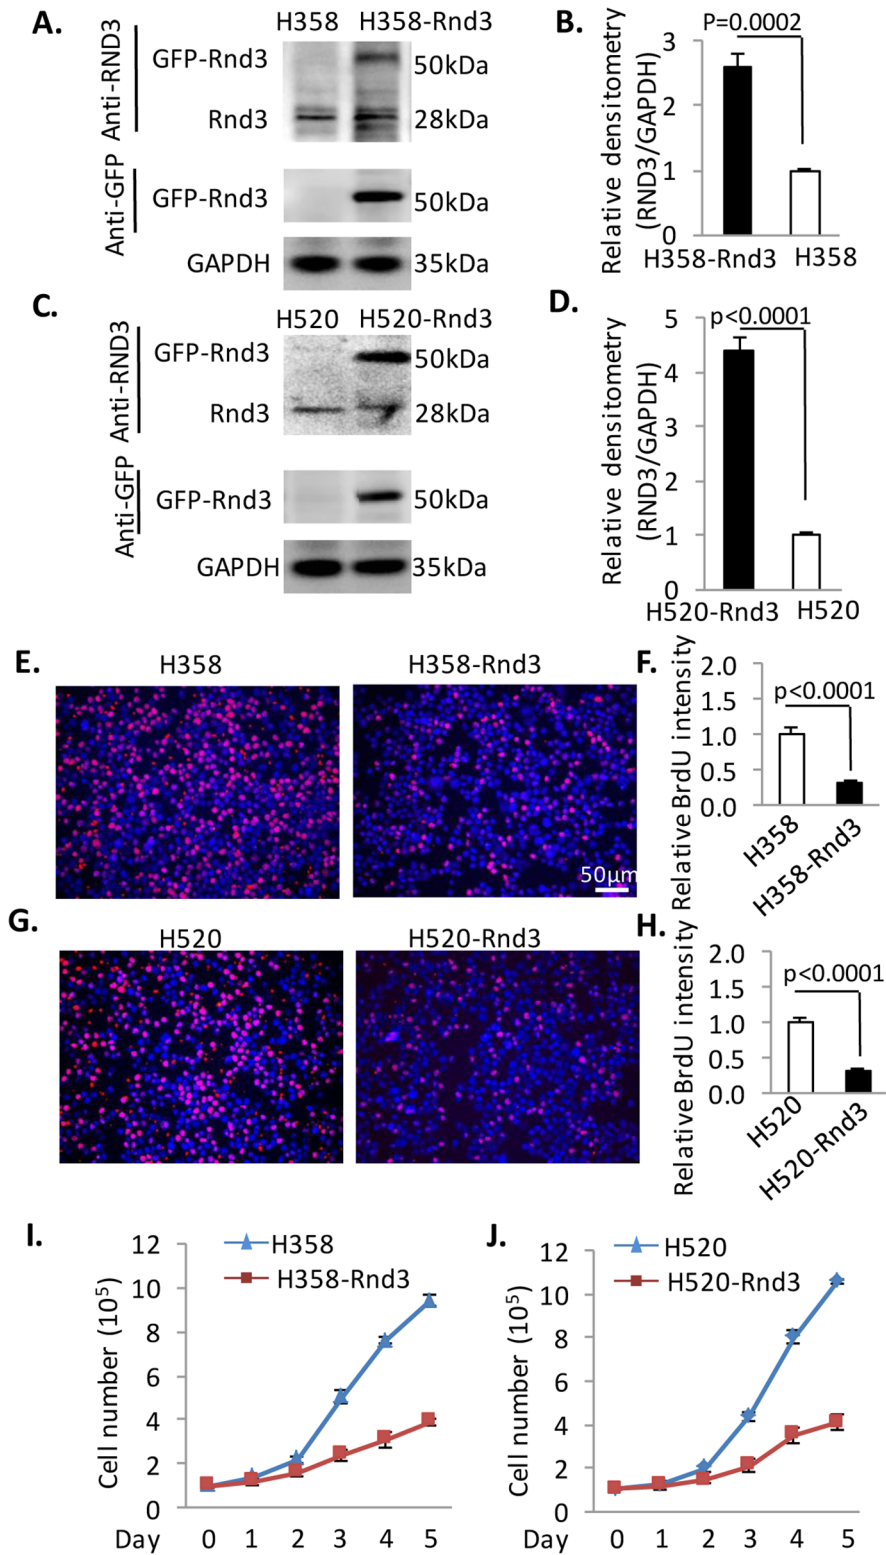 A.
H358 H358-Rnd3
Anti-RND3
GFP-Rnd3 50kDa
Rnd3 28kDa
Anti-GFP
GFP-Rnd3 50kDa
GAPDH 35kDa
B.
P=0.0002
Relative densitometry
(RND3/GAPDH)
3
2
1
0
H358-Rnd3 H358
C.
H520 H520-Rnd3
Anti-RND3
GFP-Rnd3 50kDa
Rnd3 28kDa
Anti-GFP
GFP-Rnd3 50kDa
GAPDH 35kDa
D.
p<0.0001
Relative densitometry
(RND3/GAPDH)
5
4
3
2
1
0
H520-Rnd3 H520
E.
H358 H358-Rnd3
50μm
F.
Relative BrdU intensity
2.0
1.5
1.0
0.5
0.0
p<0.0001
H358
H358-Rnd3
G.
H520 H520-Rnd3
H.
Relative BrdU intensity
2.0
1.5
1.0
0.5
0.0
p<0.0001
H520
H520-Rnd3
I.
H358
H358-Rnd3
Cell number (10⁵)
12
10
8
6
4
2
0
Day 0 1 2 3 4 5
J.
H520
H520-Rnd3
Cell number (10⁵)
12
10
8
6
4
2
0
Day 0 1 2 3 4 5